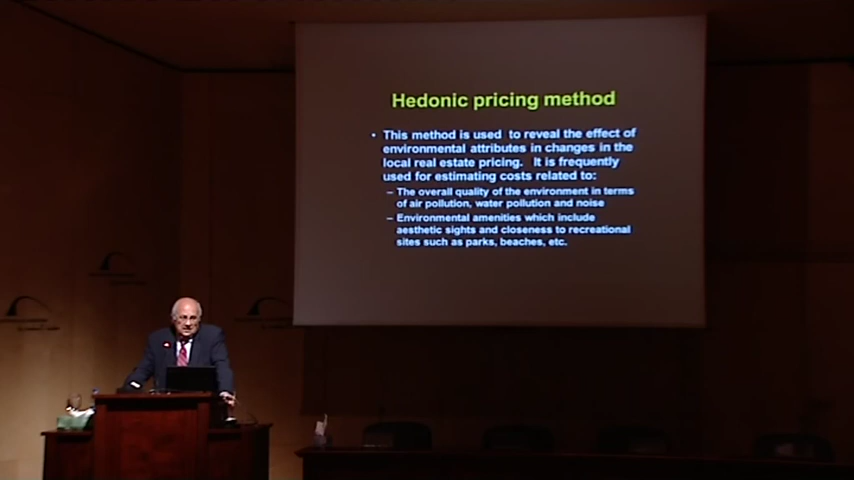 Hedonic pricing method
• This method is used to reveal the effect of
environmental attributes in changes in the
local real estate pricing. It is frequently
used for estimating costs related to:
– The overall quality of the environment in terms
of air pollution, water pollution and noise
– Environmental amenities which include
aesthetic sights and closeness to recreational
sites such as parks, beaches, etc.